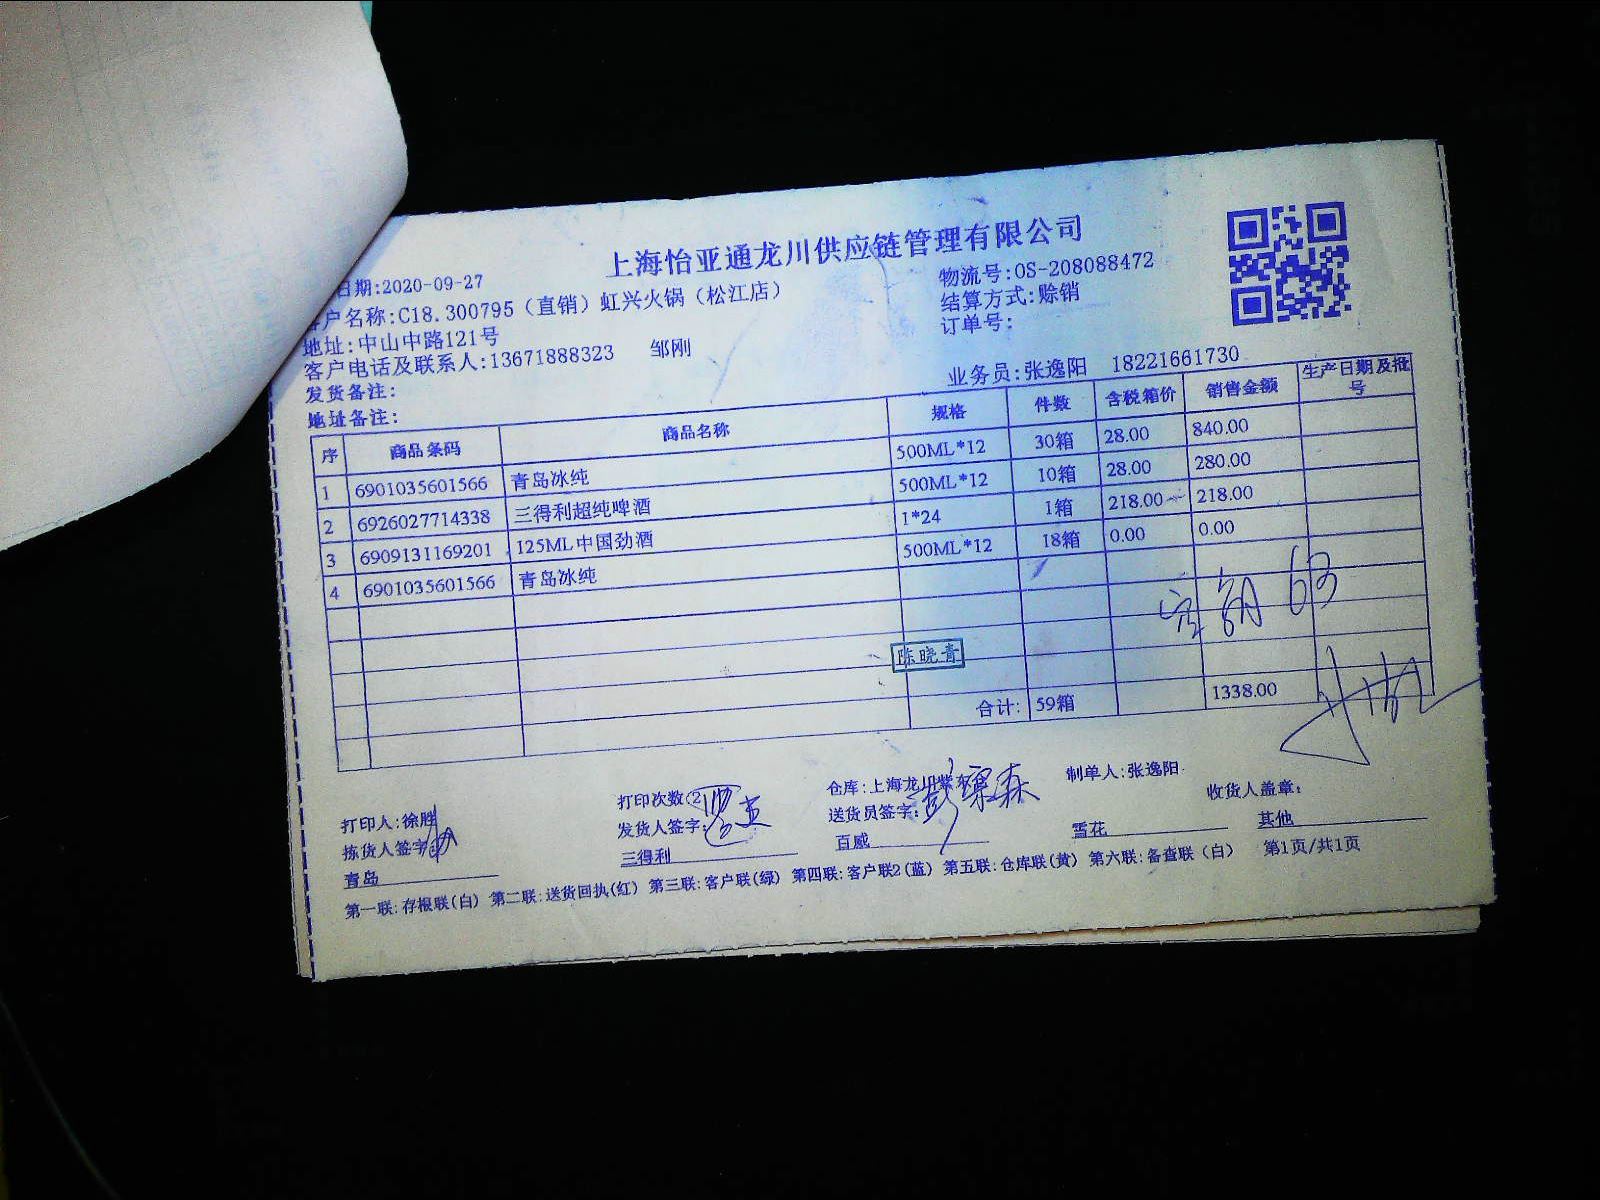 上海怡亚通龙川供应链管理有限公司
日期:2020-09-27
物流号:OS-208088472
客户名称:C18.300795（直销）虹兴火锅（松江店）
结算方式:赊销
地址:中山中路121号
订单号:
客户电话及联系人:13671888323 邹刚
业务员:张逸阳 18221661730
发货备注:
地址备注:
序 商品条码 商品名称 规格 件数 含税箱价 销售金额 生产日期及批号
1 6901035601566 青岛冰纯 500ML*12 30箱 28.00 840.00
2 6926027714338 三得利超纯啤酒 500ML*12 10箱 28.00 280.00
3 6909131169201 125ML中国劲酒 1*24 1箱 218.00 218.00
4 6901035601566 青岛冰纯 500ML*12 18箱 0.00 0.00
63
陈晓青
合计: 59箱 1338.00
打印人:徐胜 打印次数:2 仓库:上海龙川紫东仓 制单人:张逸阳
拣货人签字: 发货人签字: 送货员签字: 收货人盖章:
青岛 三得利 百威 雪花 其他
第一联:存根联(白) 第二联:送货回执(红) 第三联:客户联(绿) 第四联:客户联2(蓝) 第五联:仓库联(黄) 第六联:备查联（白） 第1页/共1页